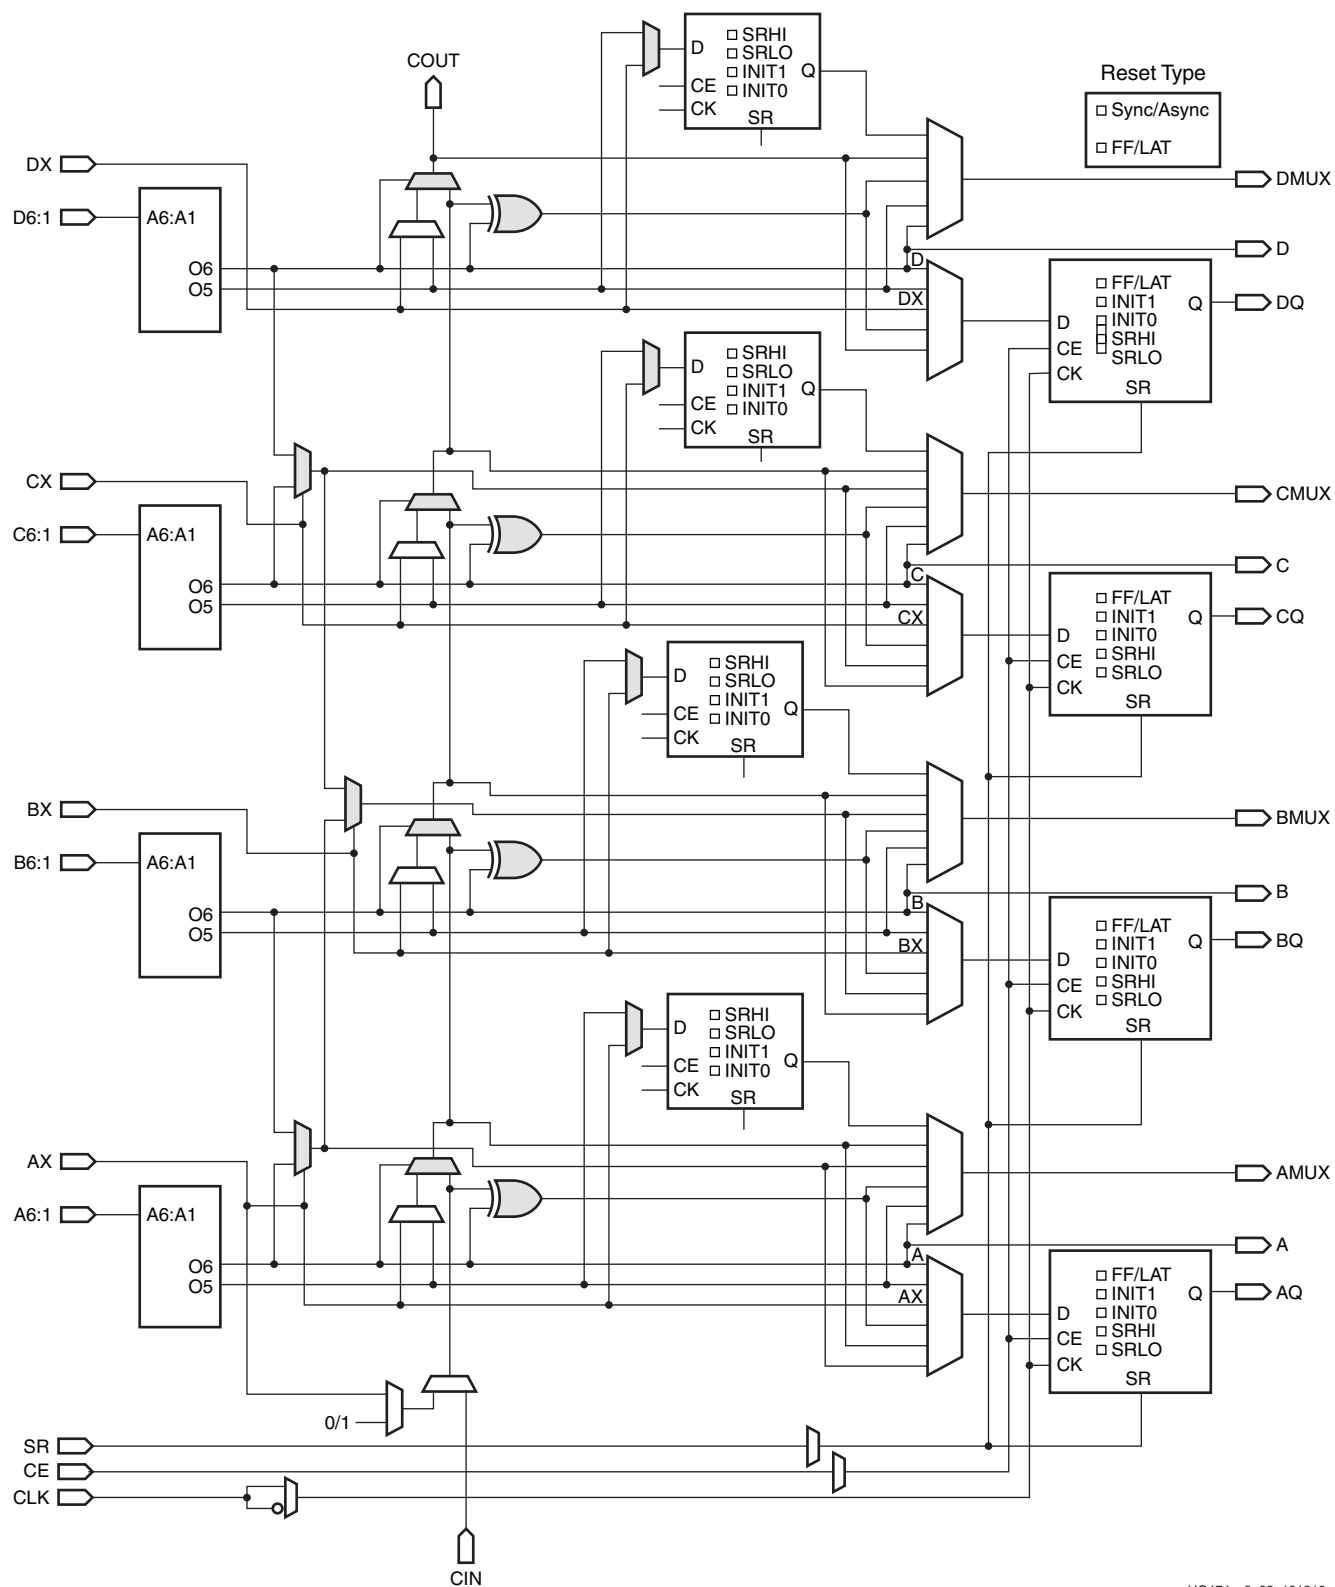 COUT
D
SRHI
SRLO
INIT1
INIT0
Q
CE
CK
SR
Reset Type
Sync/Async
FF/LAT
DX
DMUX
D6:1
A6:A1
D
O6
O5
D
DX
FF/LAT
INIT1
INIT0
SRHI
SRLO
Q
DQ
D
CE
CK
SR
D
SRHI
SRLO
INIT1
INIT0
Q
CE
CK
SR
CX
CMUX
C6:1
A6:A1
C
O6
O5
C
CX
FF/LAT
INIT1
INIT0
SRHI
SRLO
Q
CQ
D
CE
CK
SR
D
SRHI
SRLO
INIT1
INIT0
Q
CE
CK
SR
BX
BMUX
B6:1
A6:A1
B
O6
O5
B
BX
FF/LAT
INIT1
INIT0
SRHI
SRLO
Q
BQ
D
CE
CK
SR
D
SRHI
SRLO
INIT1
INIT0
Q
CE
CK
SR
AX
AMUX
A6:1
A6:A1
A
O6
O5
A
AX
FF/LAT
INIT1
INIT0
SRHI
SRLO
Q
AQ
D
CE
CK
SR
0/1
SR
CE
CLK
CIN